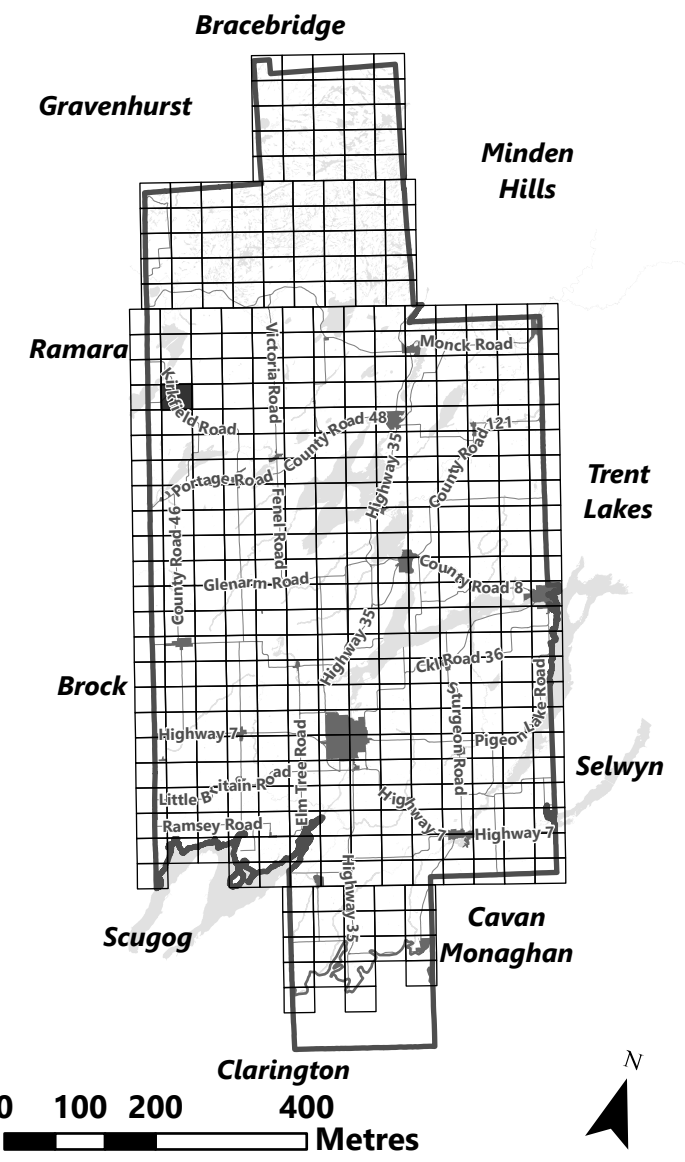 Bracebridge
Gravenhurst
Minden
Hills
Ramara
Monck Road
Victoria Road
Kirkfield Road
County Road 48
Highway 35
County Road 121
Portage Road
Trent
Lakes
Fenel Road
County Road 46
Glenarm Road
County Road 8
Highway 35
Ckl Road 36
Brock
Sturgeon Road
Pigeon Lake Road
Highway 7
Elm Tree Road
Selwyn
Little Britain Road
Highway 7
Ramsey Road
Highway 7
Highway 35
Cavan
Monaghan
Scugog
Clarington
N
0 100 200 400
Metres